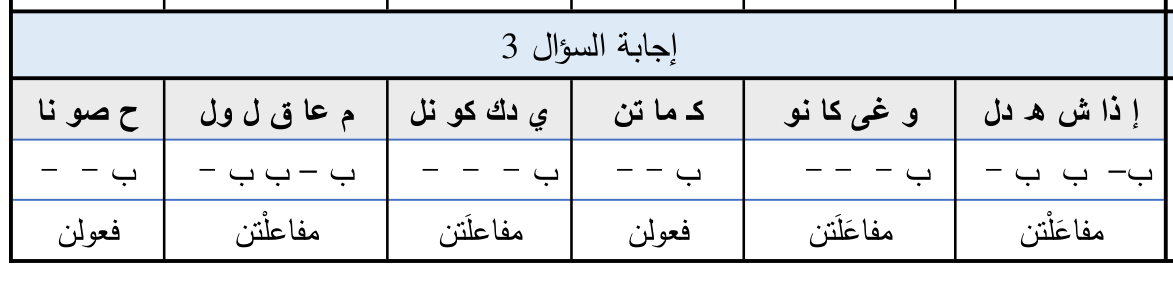 إجابة السؤال 3
إ ذا ش ه دل و غى كا نو كـ ما تن ي دك كو نل م عا ق ل ول ح صو نا
ب– ب ب – ب – – – ب – – ب – – – ب – ب ب – ب – –
مفاعَلْتن مفاعَلَتن فعولن مفاعلَتن مفاعلْتن فعولن